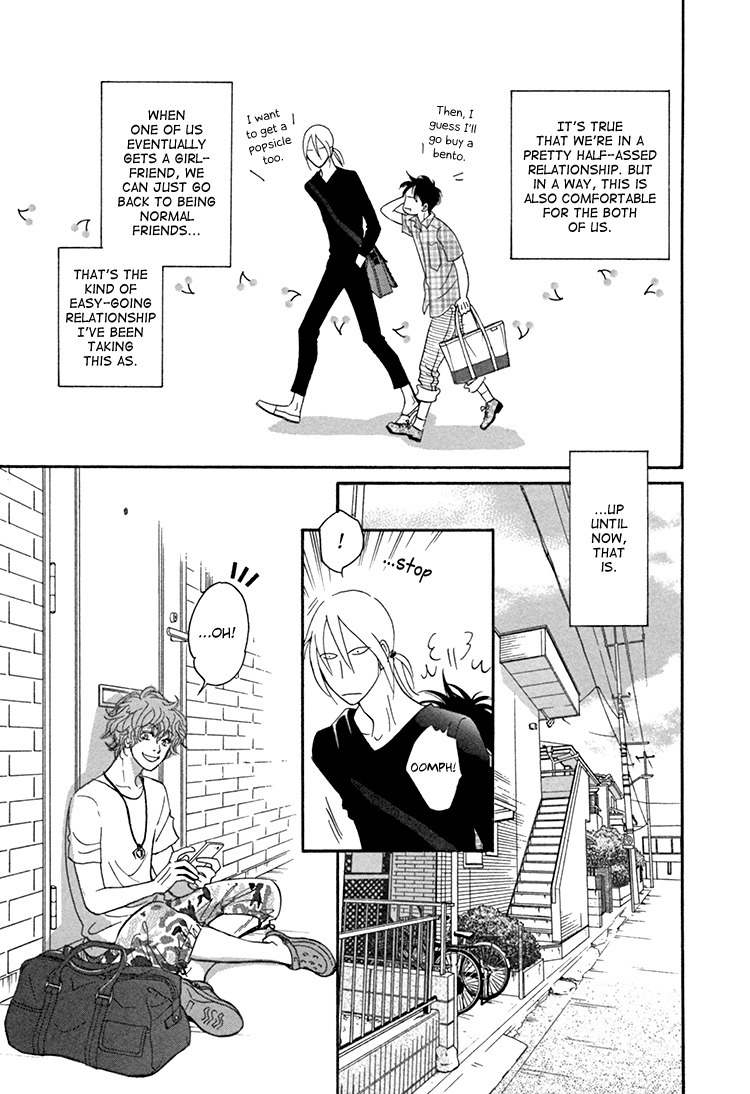 IT'S TRUE
THAT WE'RE IN A
PRETTY HALF-ASSED
RELATIONSHIP. BUT
IN A WAY, THIS IS
ALSO COMFORTABLE
FOR THE BOTH
OF US.
Then, I
guess I'll
go buy a
bento.
I want
to get a
popsicle
too.
WHEN
ONE OF US
EVENTUALLY
GETS A GIRL-
FRIEND, WE
CAN JUST GO
BACK TO BEING
NORMAL
FRIENDS...
THAT'S THE
KIND OF
EASY-GOING
RELATIONSHIP
I'VE BEEN
TAKING
THIS AS.
...UP
UNTIL
NOW,
THAT
IS.
!
...stop
OOMPH!
...OH!